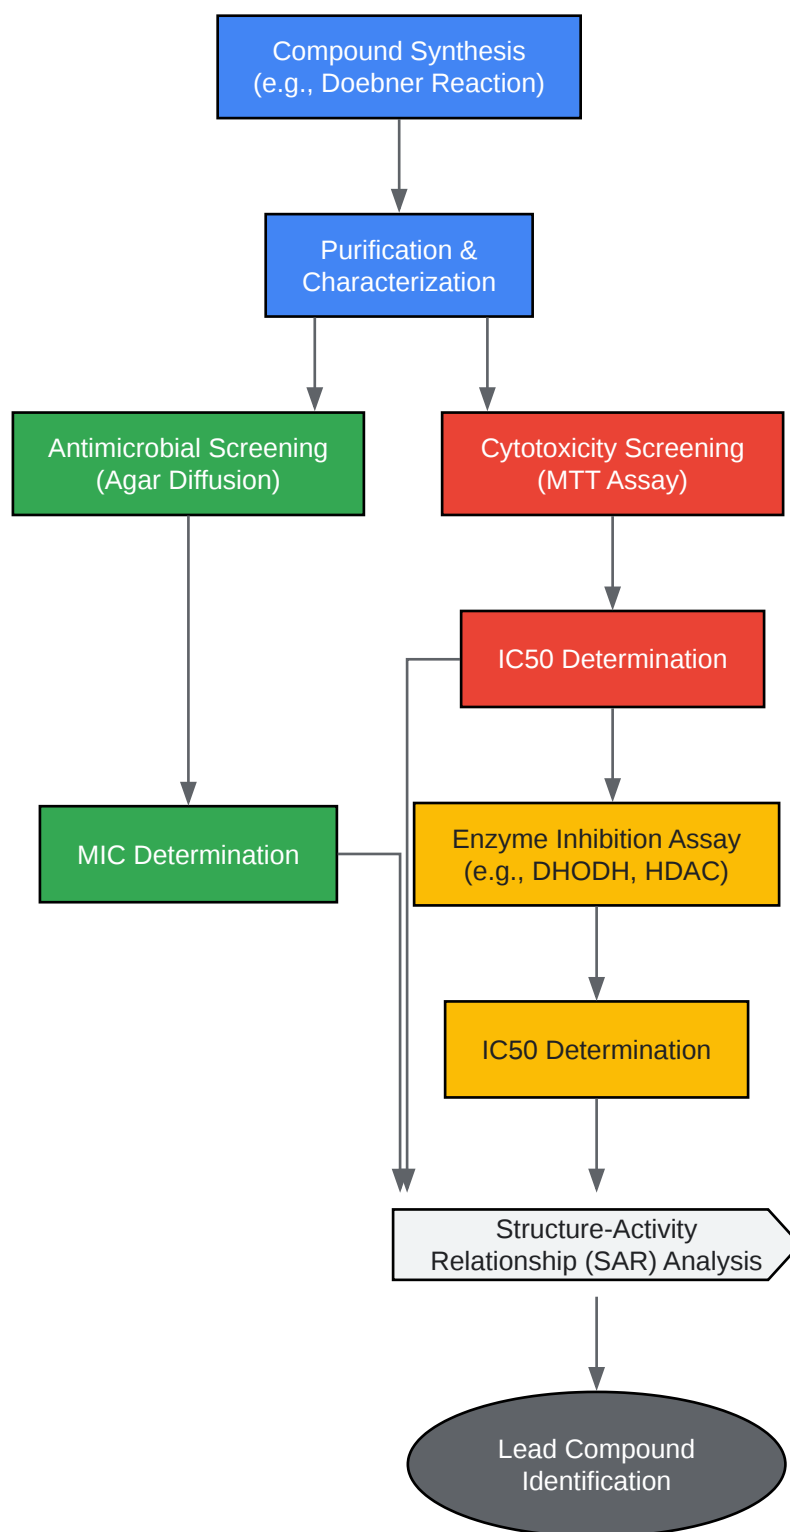 Compound Synthesis
(e.g., Doebner Reaction)
Purification &
Characterization
Antimicrobial Screening
(Agar Diffusion)
Cytotoxicity Screening
(MTT Assay)
IC50 Determination
MIC Determination
Enzyme Inhibition Assay
(e.g., DHODH, HDAC)
IC50 Determination
Structure-Activity
Relationship (SAR) Analysis
Lead Compound
Identification